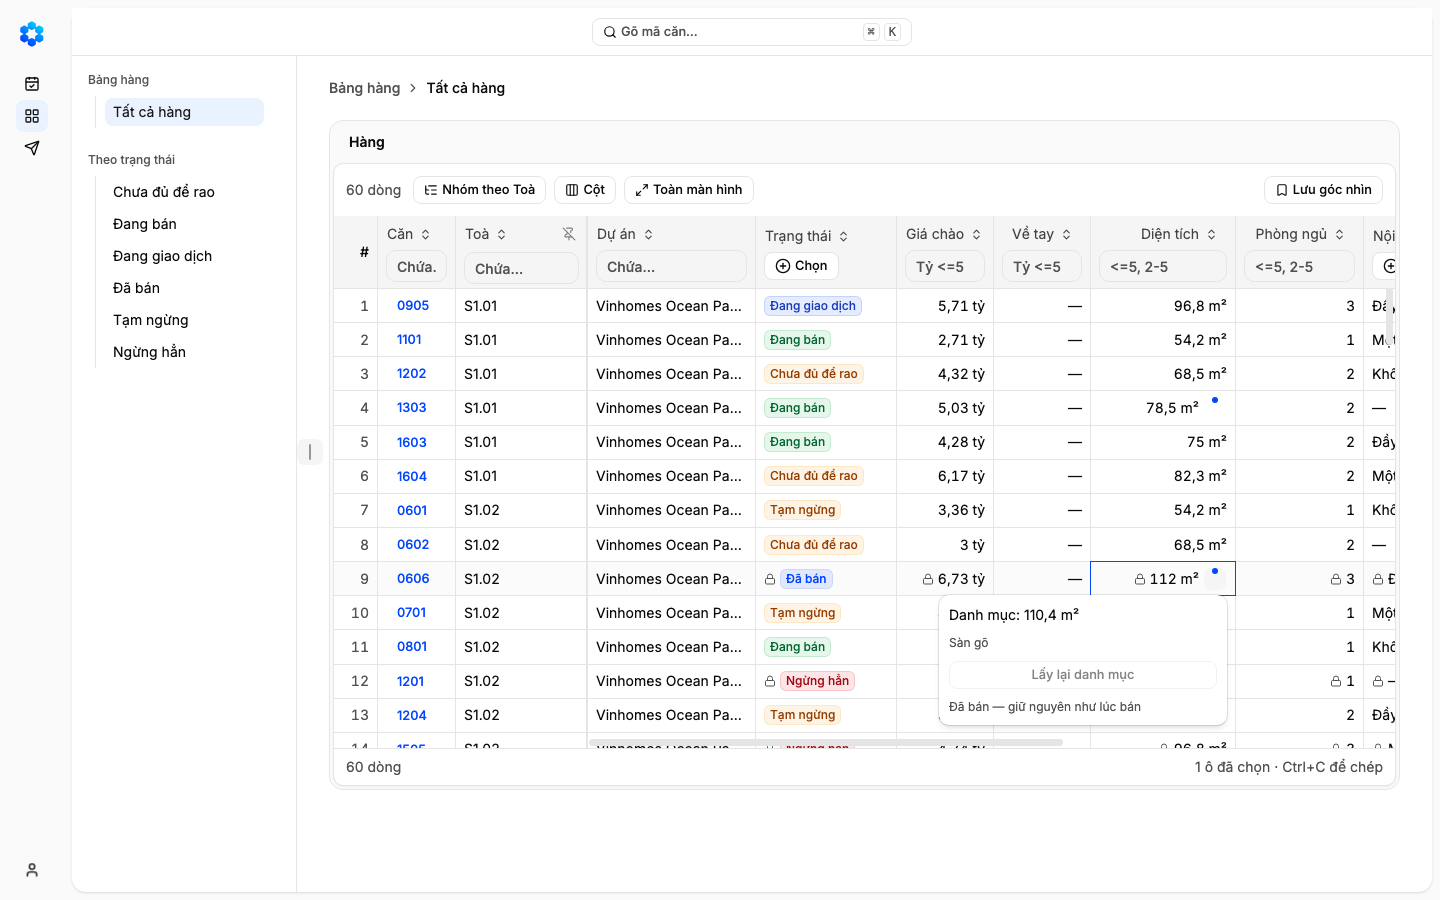 Gõ mã căn... ⌘ K
Bảng hàng
Tất cả hàng
Theo trạng thái
Chưa đủ để rao
Đang bán
Đang giao dịch
Đã bán
Tạm ngừng
Ngừng hẳn
Bảng hàng > Tất cả hàng
Hàng
60 dòng Nhóm theo Toà Cột Toàn màn hình Lưu góc nhìn
# Căn Toà Dự án Trạng thái Giá chào Về tay Diện tích Phòng ngủ Nội
Chứa. Chứa... Chứa... Chọn Tỷ <=5 Tỷ <=5 <=5, 2-5 <=5, 2-5
1 0905 S1.01 Vinhomes Ocean Pa... Đang giao dịch 5,71 tỷ — 96,8 m² 3
2 1101 S1.01 Vinhomes Ocean Pa... Đang bán 2,71 tỷ — 54,2 m² 1 Một
3 1202 S1.01 Vinhomes Ocean Pa... Chưa đủ để rao 4,32 tỷ — 68,5 m² 2 Khô
4 1303 S1.01 Vinhomes Ocean Pa... Đang bán 5,03 tỷ — 78,5 m² 2 —
5 1603 S1.01 Vinhomes Ocean Pa... Đang bán 4,28 tỷ — 75 m² 2 Đầy
6 1604 S1.01 Vinhomes Ocean Pa... Chưa đủ để rao 6,17 tỷ — 82,3 m² 2 Một
7 0601 S1.02 Vinhomes Ocean Pa... Tạm ngừng 3,36 tỷ — 54,2 m² 1 Khô
8 0602 S1.02 Vinhomes Ocean Pa... Chưa đủ để rao 3 tỷ — 68,5 m² 2 —
9 0606 S1.02 Vinhomes Ocean Pa... Đã bán 6,73 tỷ — 112 m² 3
10 0701 S1.02 Vinhomes Ocean Pa... Tạm ngừng 1 Một
11 0801 S1.02 Vinhomes Ocean Pa... Đang bán 1 Khô
12 1201 S1.02 Vinhomes Ocean Pa... Ngừng hẳn 1 —
13 1204 S1.02 Vinhomes Ocean Pa... Tạm ngừng 2 Đầy
Danh mục: 110,4 m²
Sàn gõ
Lấy lại danh mục
Đã bán — giữ nguyên như lúc bán
60 dòng 1 ô đã chọn · Ctrl+C để chép